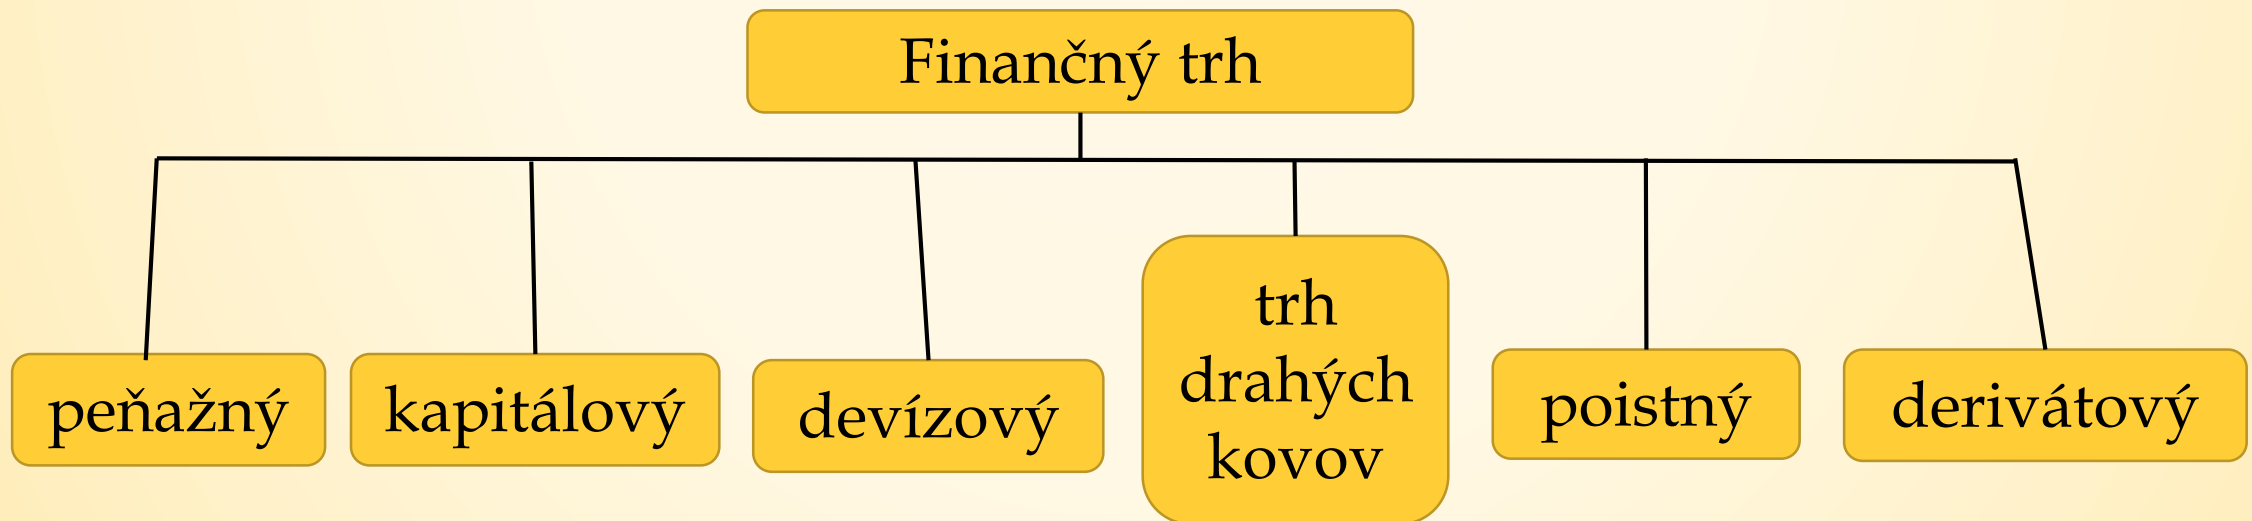 Finančný trh
peňažný
kapitálový
devízový
trh
drahých
kovov
poistný
derivátový